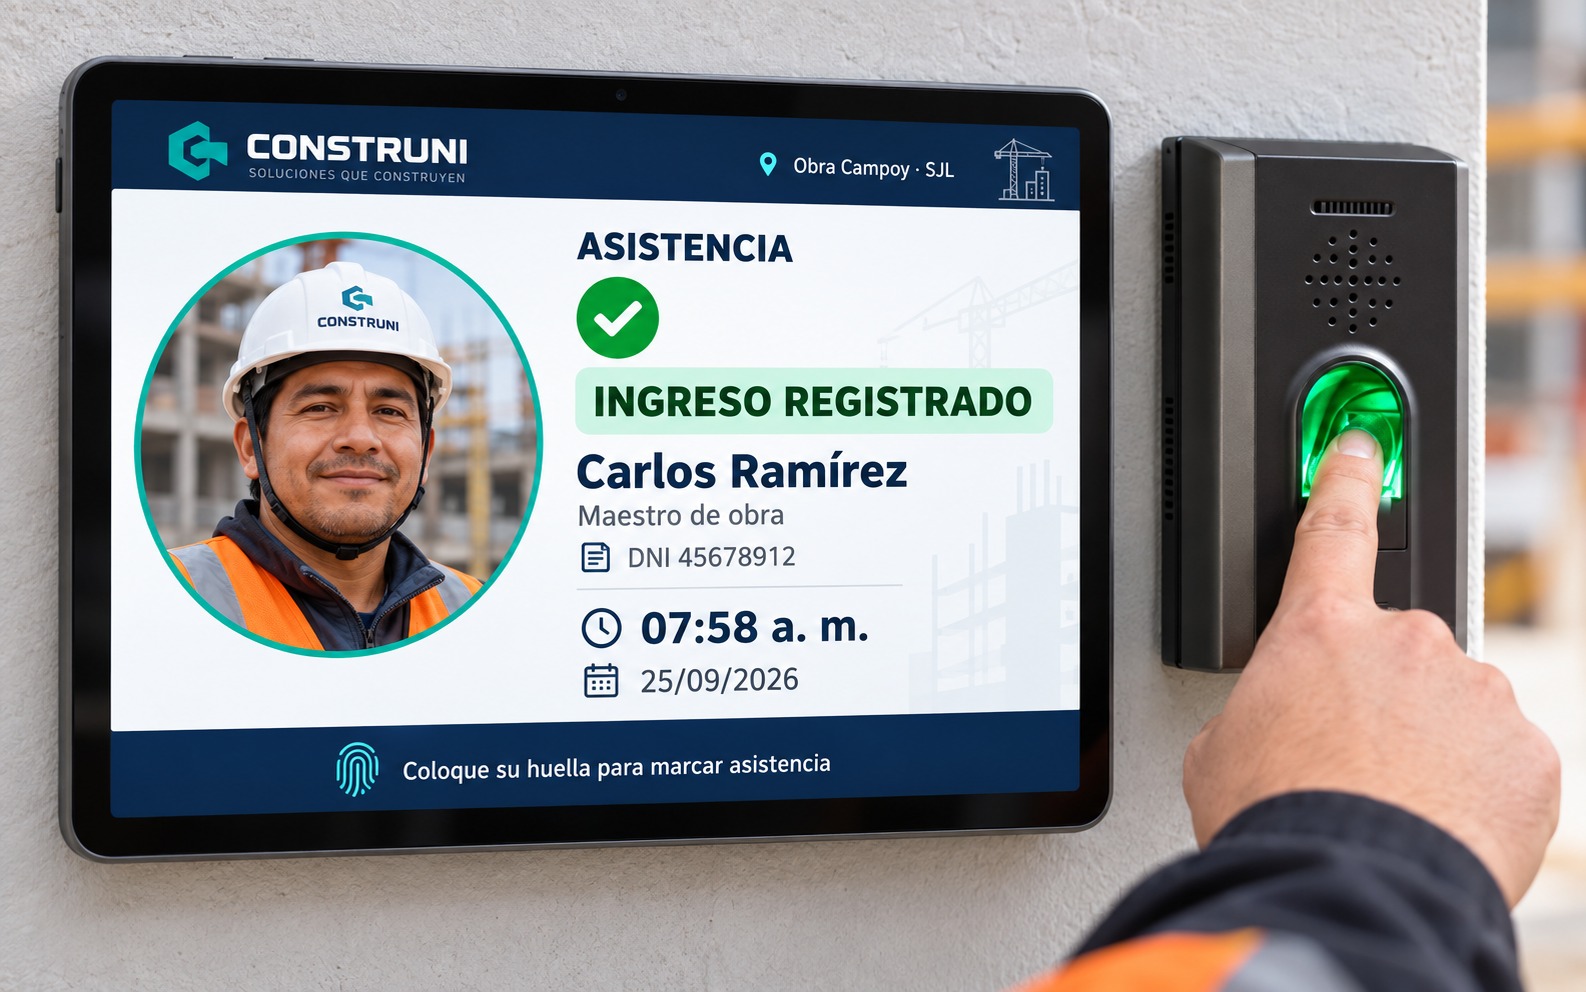 CONSTRUNI
SOLUCIONES QUE CONSTRUYEN
Obra Campoy · SJL
CONSTRUNI
ASISTENCIA
INGRESO REGISTRADO
Carlos Ramírez
Maestro de obra
DNI 45678912
07:58 a. m.
25/09/2026
Coloque su huella para marcar asistencia